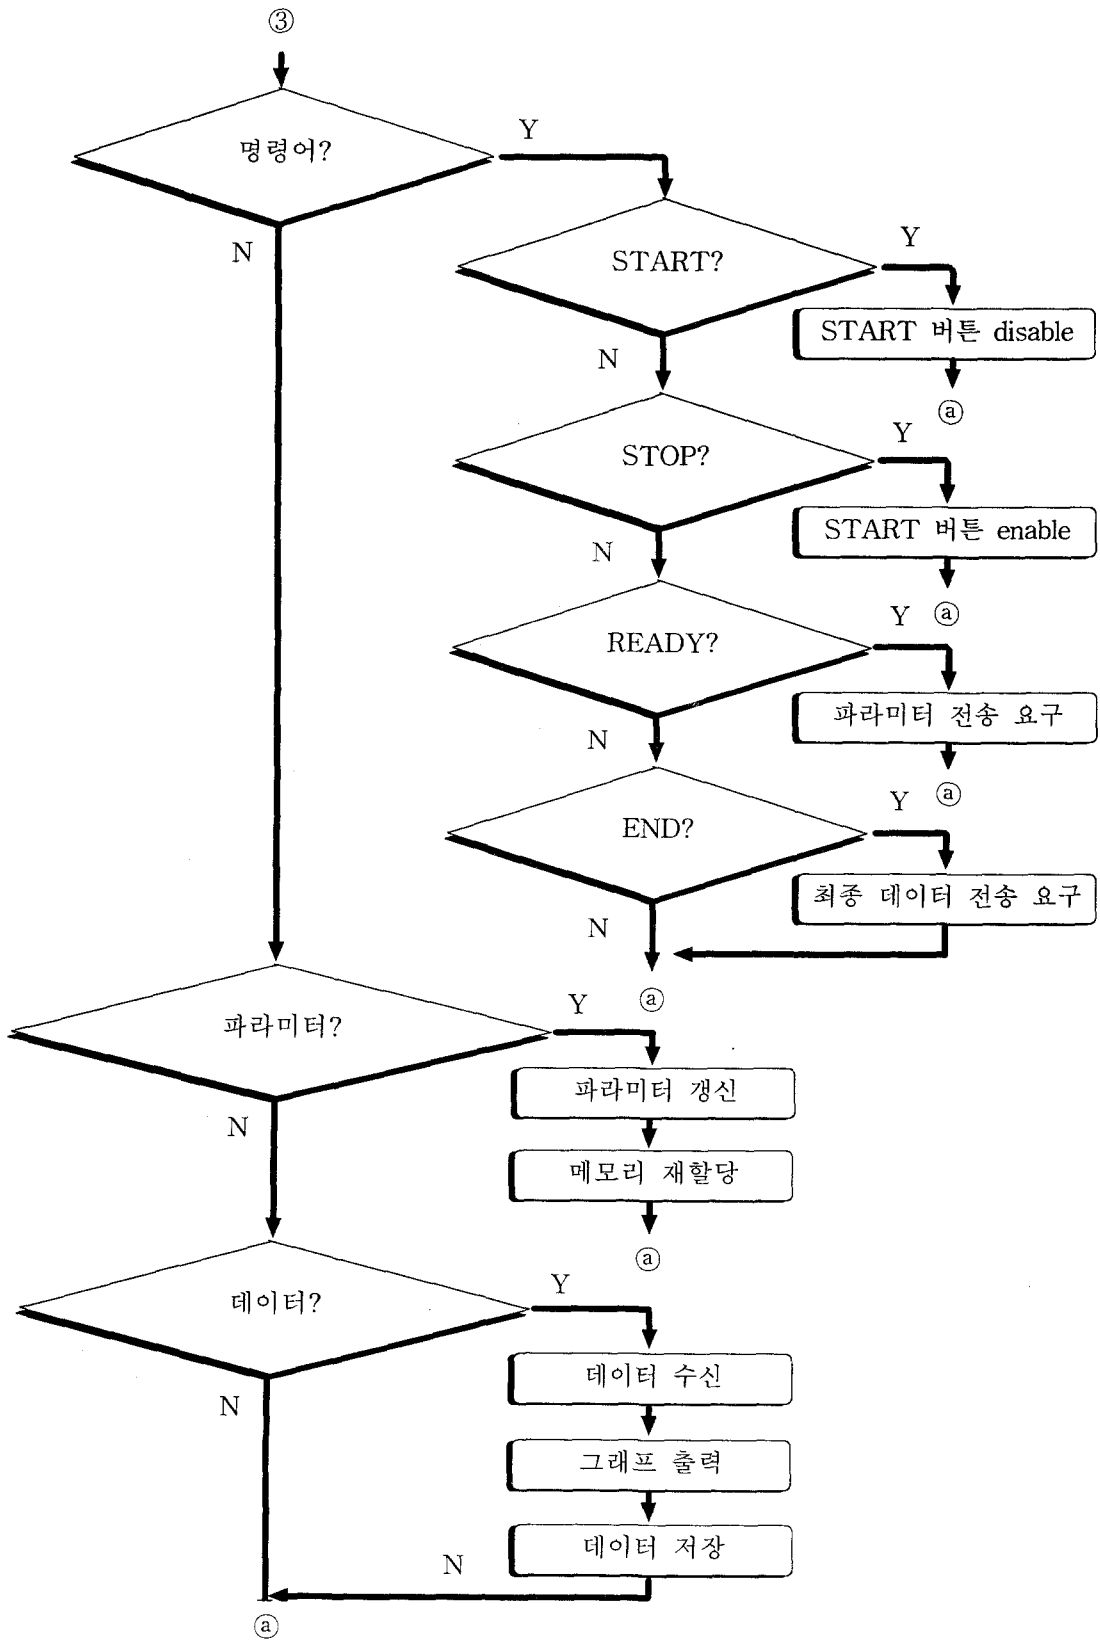 ③
명령어?
Y
N
START?
Y
START 버튼 disable
N
ⓐ
STOP?
Y
START 버튼 enable
N
ⓐ
READY?
Y
파라미터 전송 요구
N
ⓐ
END?
Y
최종 데이터 전송 요구
N
ⓐ
파라미터?
Y
파라미터 갱신
N
메모리 재할당
ⓐ
데이터?
Y
데이터 수신
N
그래프 출력
데이터 저장
N
ⓐ